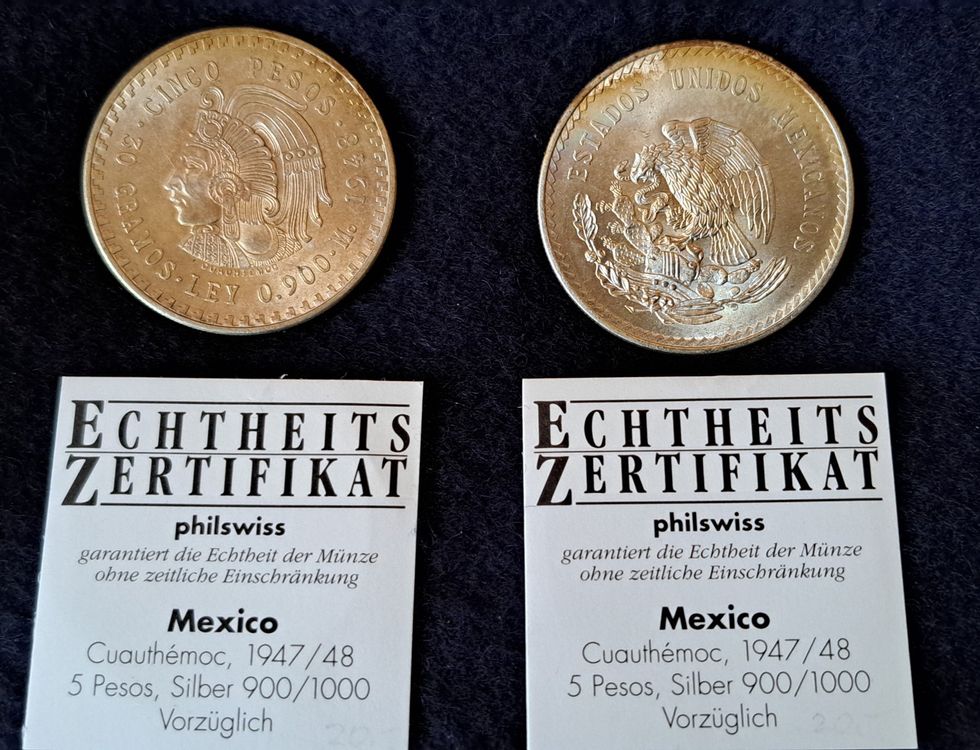 CINCO PESOS · 1948 ·
30 GRAMOS · LEY 0.900 · M.
CUAUHTEMOC
ESTADOS UNIDOS MEXICANOS
ECHTHEITS
ZERTIFIKAT
philswiss
garantiert die Echtheit der Münze
ohne zeitliche Einschränkung
Mexico
Cuauthémoc, 1947/48
5 Pesos, Silber 900/1000
Vorzüglich
ECHTHEITS
ZERTIFIKAT
philswiss
garantiert die Echtheit der Münze
ohne zeitliche Einschränkung
Mexico
Cuauthémoc, 1947/48
5 Pesos, Silber 900/1000
Vorzüglich